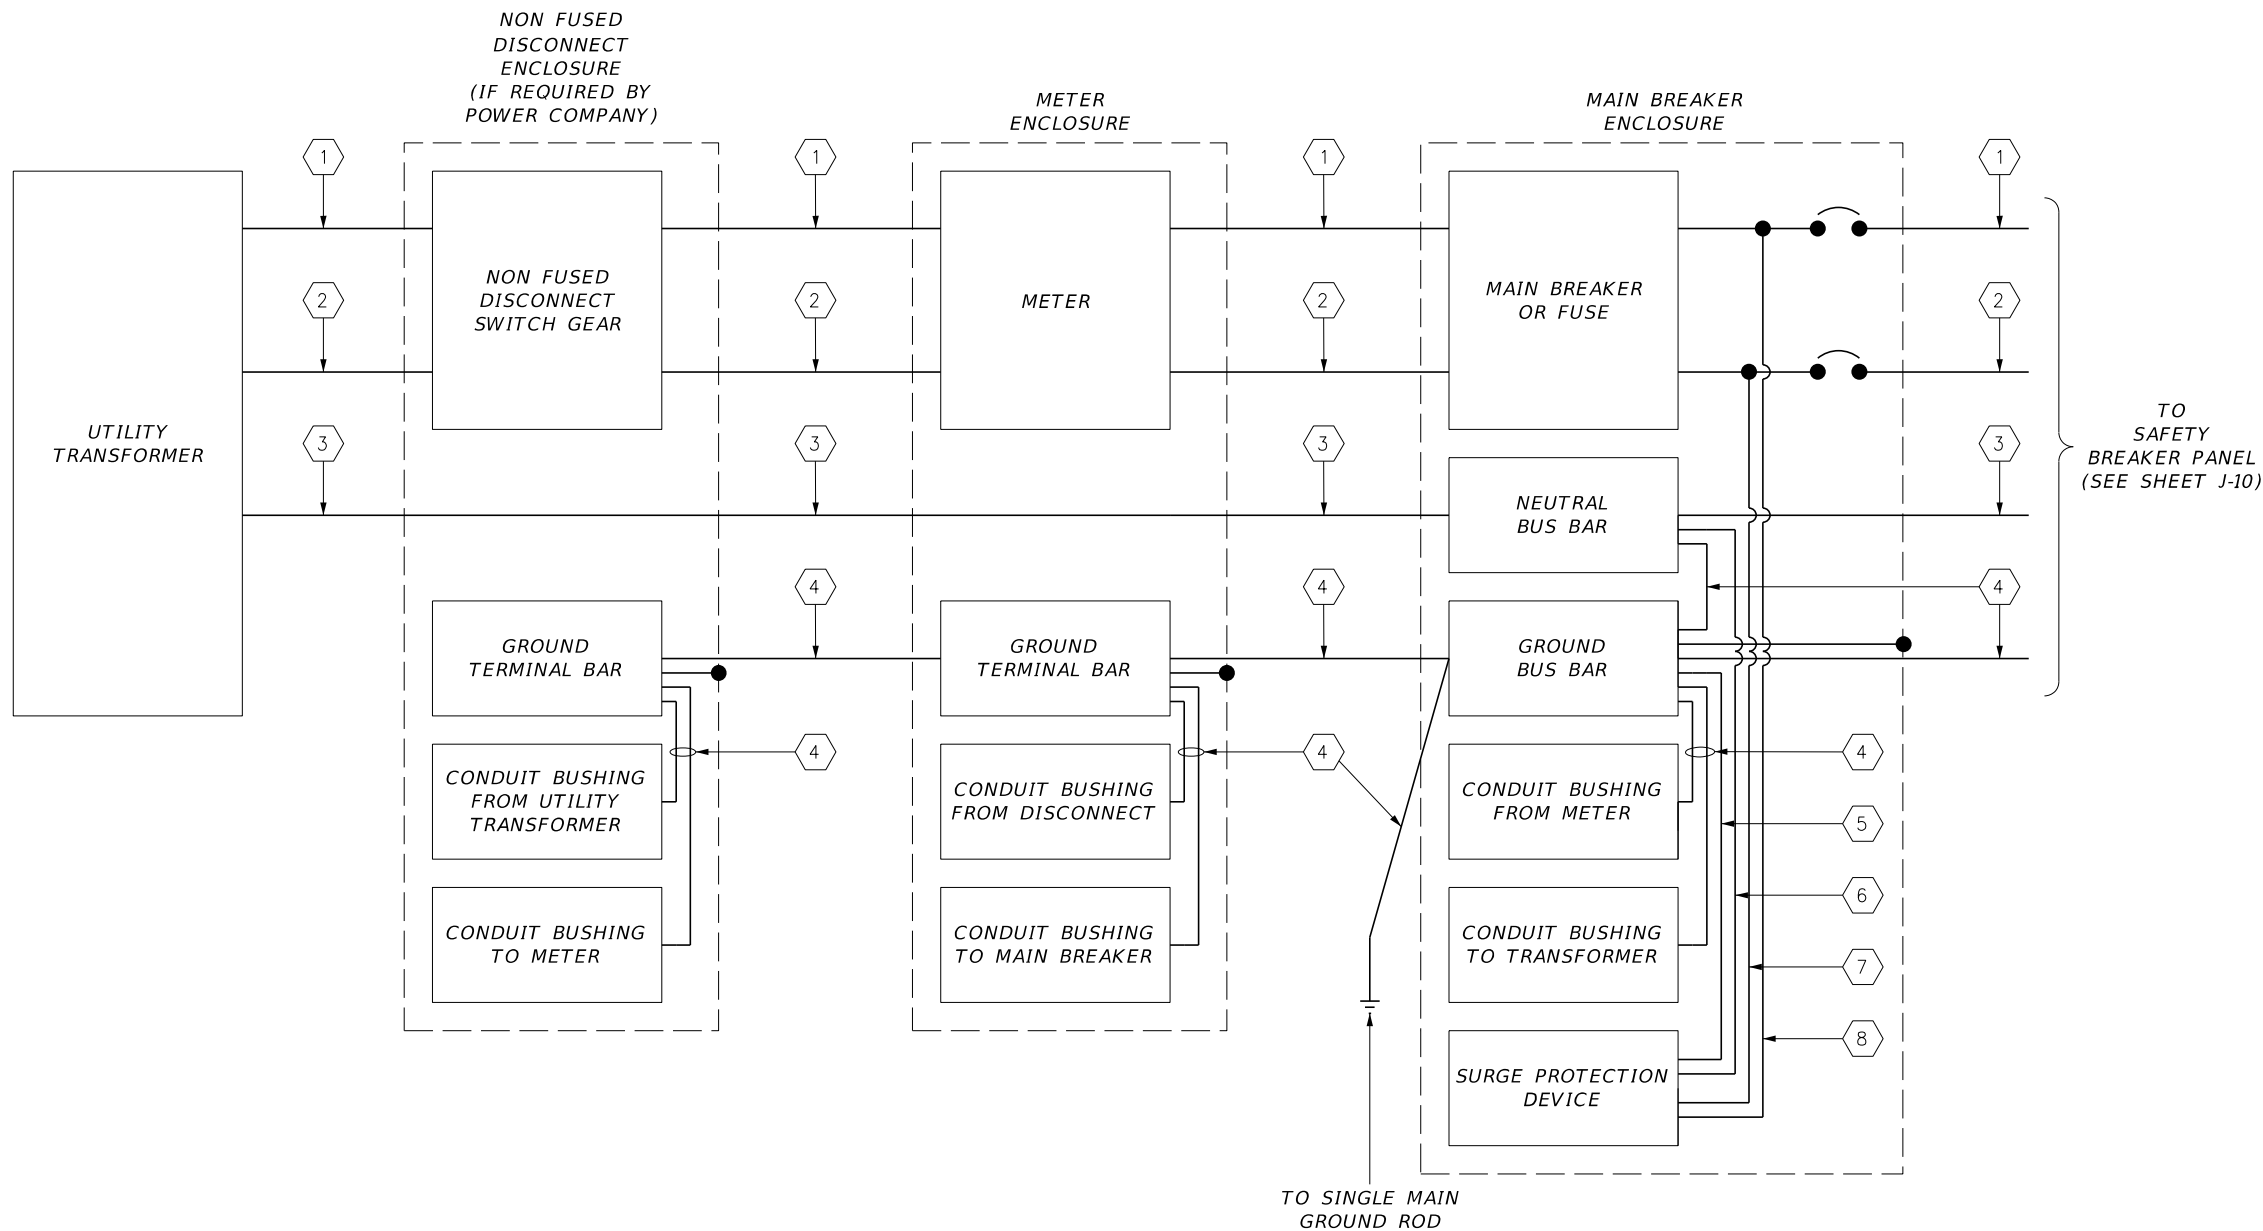 NON FUSED
DISCONNECT
ENCLOSURE
(IF REQUIRED BY
POWER COMPANY)
METER
ENCLOSURE
MAIN BREAKER
ENCLOSURE
1
1
1
1
UTILITY
TRANSFORMER
NON FUSED
DISCONNECT
SWITCH GEAR
METER
MAIN BREAKER
OR FUSE
2
2
2
2
3
3
3
3
TO
SAFETY
BREAKER PANEL
(SEE SHEET J-10)
NEUTRAL
BUS BAR
4
4
4
GROUND
TERMINAL BAR
GROUND
TERMINAL BAR
GROUND
BUS BAR
4
4
4
CONDUIT BUSHING
FROM UTILITY
TRANSFORMER
CONDUIT BUSHING
FROM DISCONNECT
CONDUIT BUSHING
FROM METER
5
6
CONDUIT BUSHING
TO METER
CONDUIT BUSHING
TO MAIN BREAKER
CONDUIT BUSHING
TO TRANSFORMER
7
8
SURGE PROTECTION
DEVICE
TO SINGLE MAIN
GROUND ROD